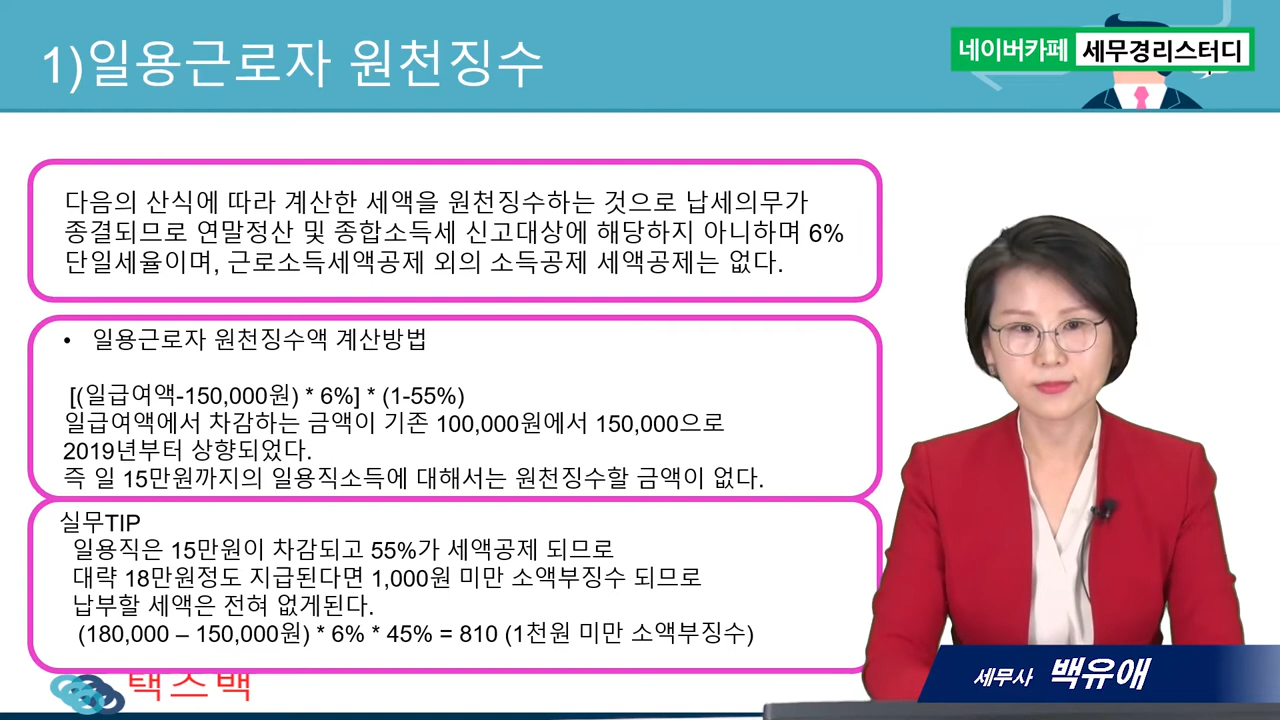 1)일용근로자 원천징수
네이버카페 세무경리스터디
다음의 산식에 따라 계산한 세액을 원천징수하는 것으로 납세의무가
종결되므로 연말정산 및 종합소득세 신고대상에 해당하지 아니하며 6%
단일세율이며, 근로소득세액공제 외의 소득공제 세액공제는 없다.
• 일용근로자 원천징수액 계산방법
[(일급여액-150,000원) * 6%] * (1-55%)
일급여액에서 차감하는 금액이 기존 100,000원에서 150,000으로
2019년부터 상향되었다.
즉 일 15만원까지의 일용직소득에 대해서는 원천징수할 금액이 없다.
실무TIP
일용직은 15만원이 차감되고 55%가 세액공제 되므로
대략 18만원정도 지급된다면 1,000원 미만 소액부징수 되므로
납부할 세액은 전혀 없게된다.
(180,000 – 150,000원) * 6% * 45% = 810 (1천원 미만 소액부징수)
택스백
세무사 백유애